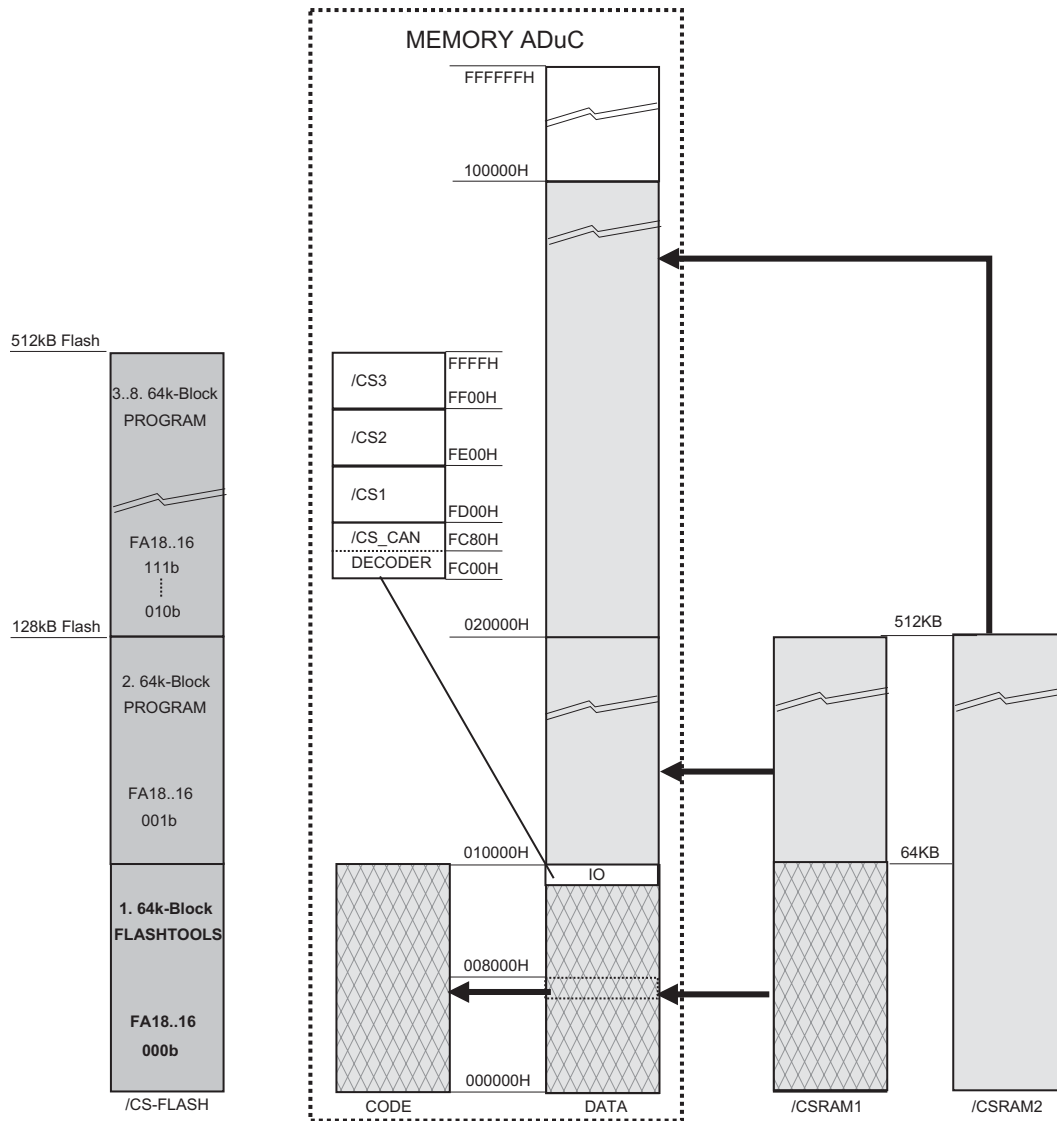 MEMORY ADuC
FFFFFFH
100000H
512kB Flash
3..8. 64k-Block
PROGRAM
FA18..16
111b
010b
128kB Flash
2. 64k-Block
PROGRAM
FA18..16
001b
1. 64k-Block
FLASHTOOLS
FA18..16
000b
/CS-FLASH
/CS3
FFFFH
FF00H
/CS2
FE00H
/CS1
FD00H
/CS_CAN
FC80H
DECODER
FC00H
020000H
010000H
IO
008000H
000000H
CODE
DATA
512KB
64KB
/CSRAM1
/CSRAM2